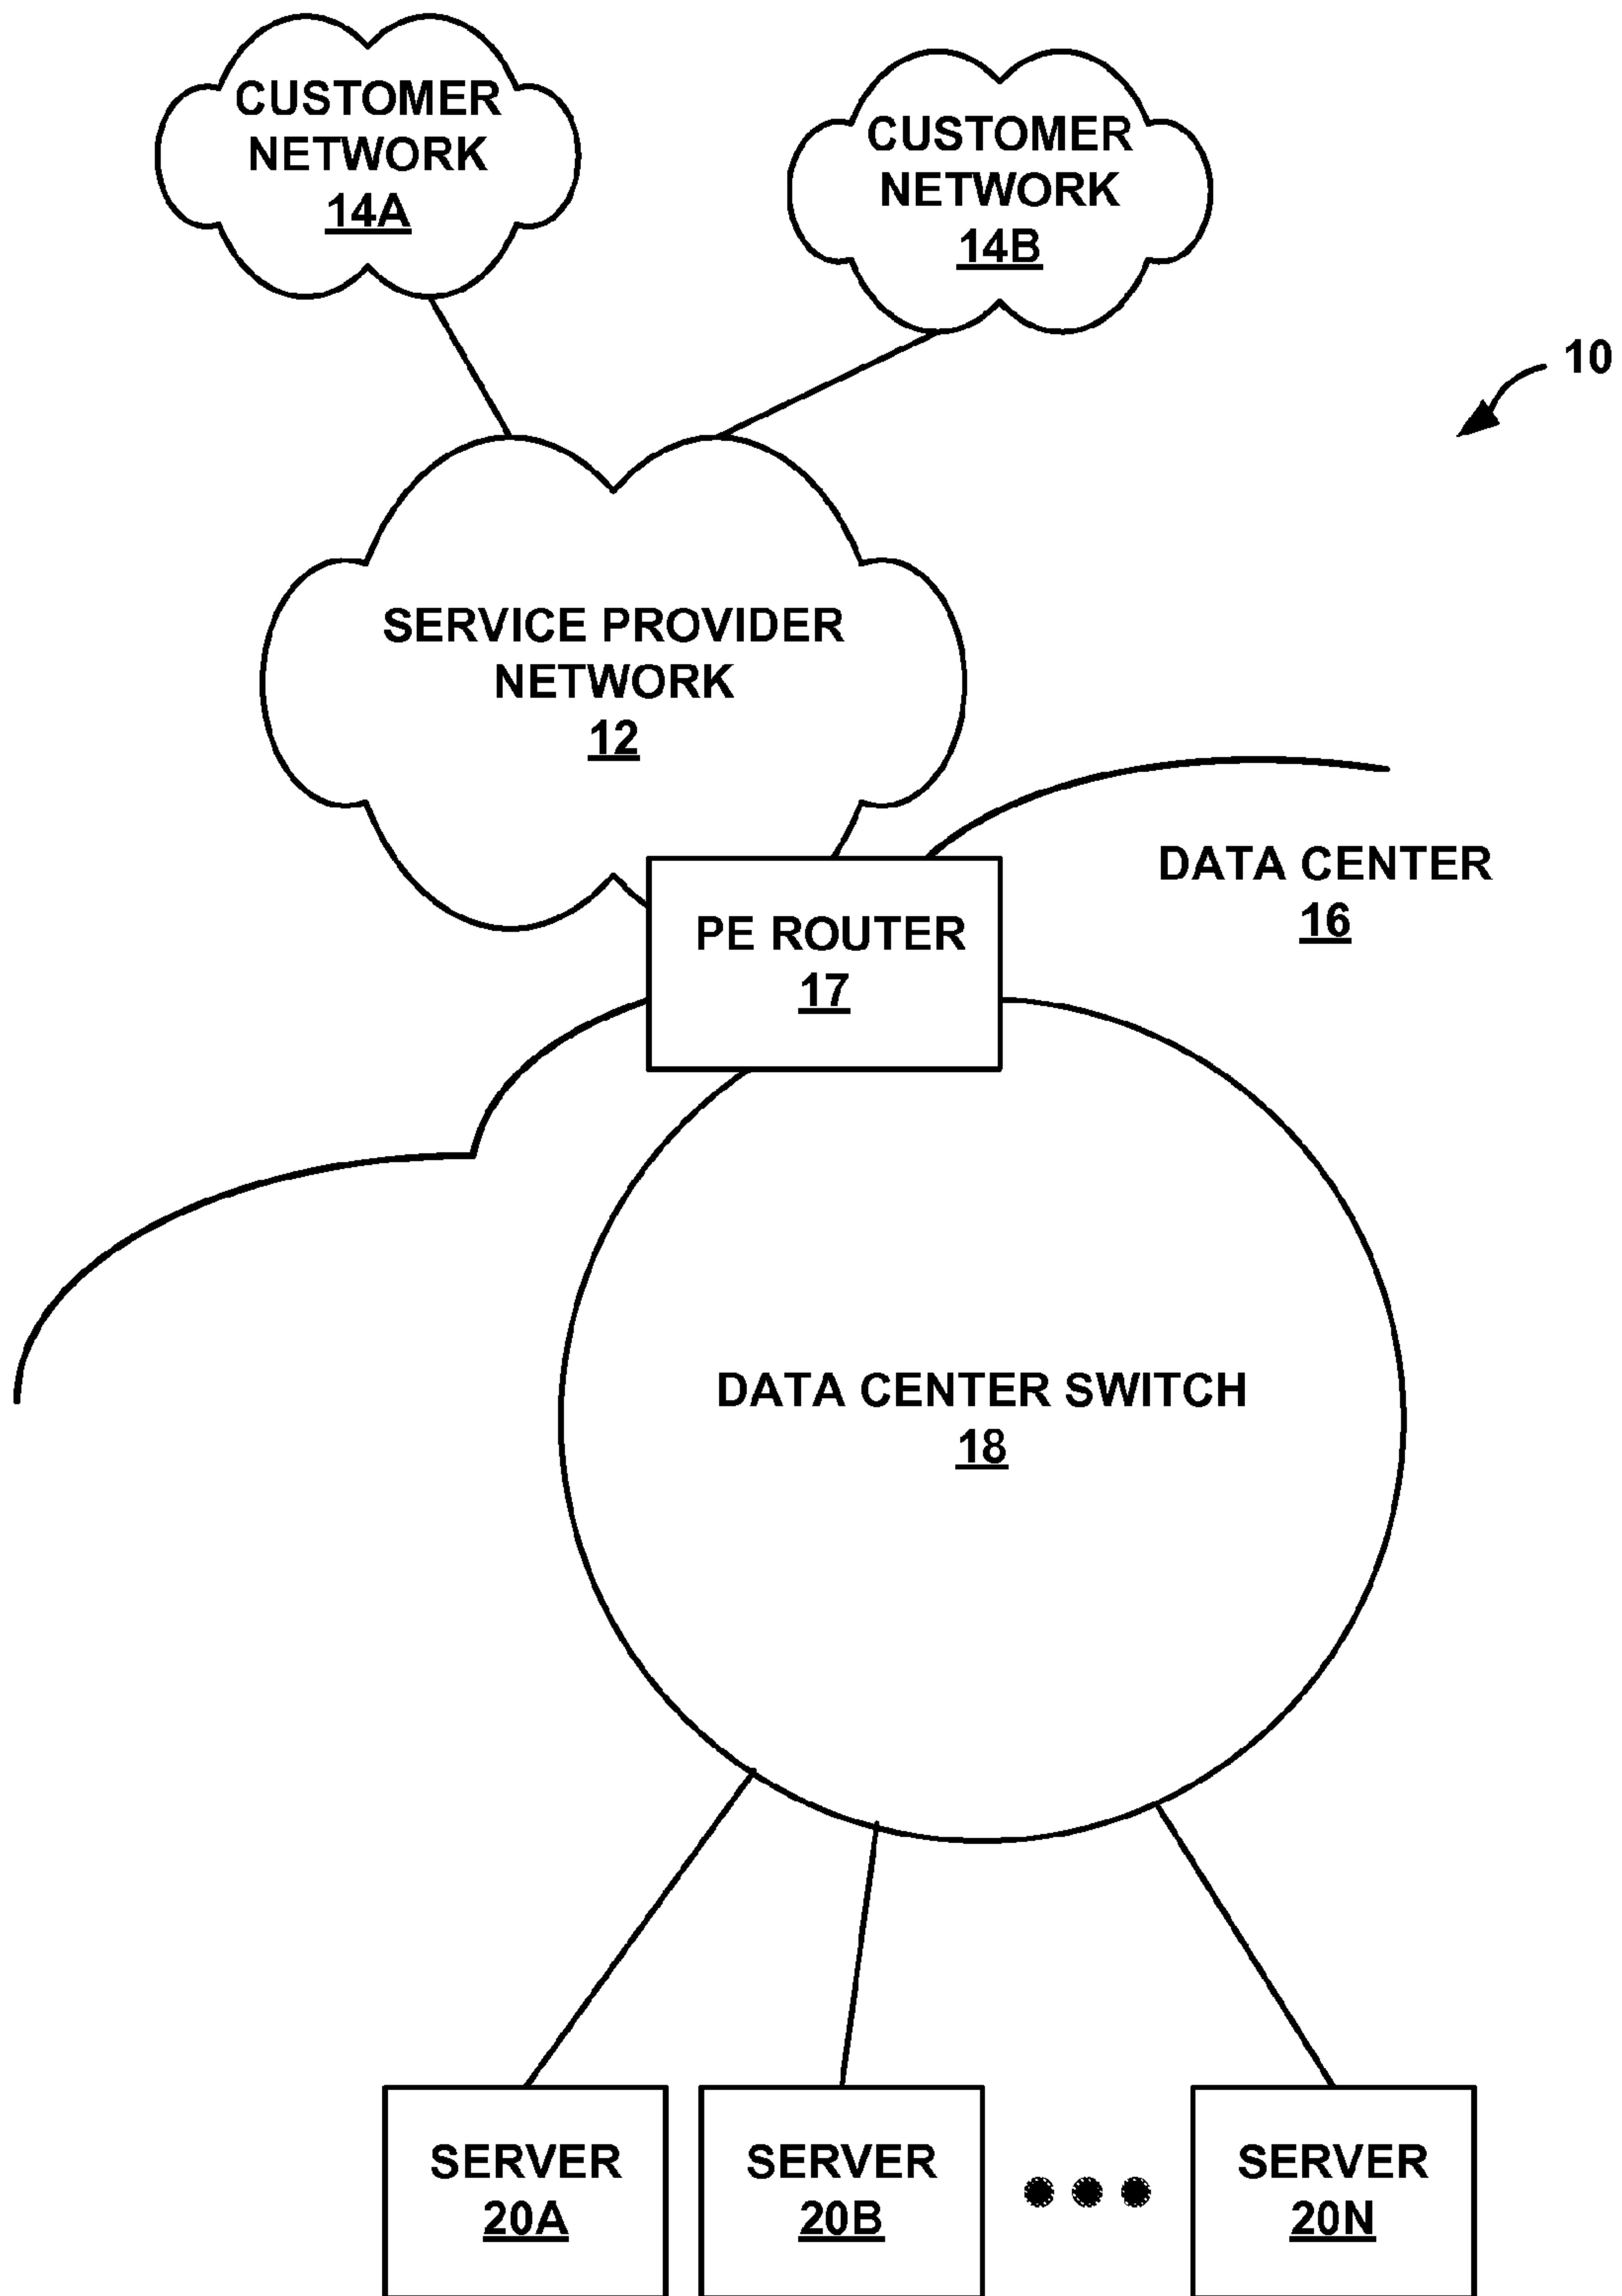 CUSTOMER
NETWORK
14A
CUSTOMER
NETWORK
14B
10
SERVICE PROVIDER
NETWORK
12
DATA CENTER
16
PE ROUTER
17
DATA CENTER SWITCH
18
SERVER
20A
SERVER
20B
SERVER
20N